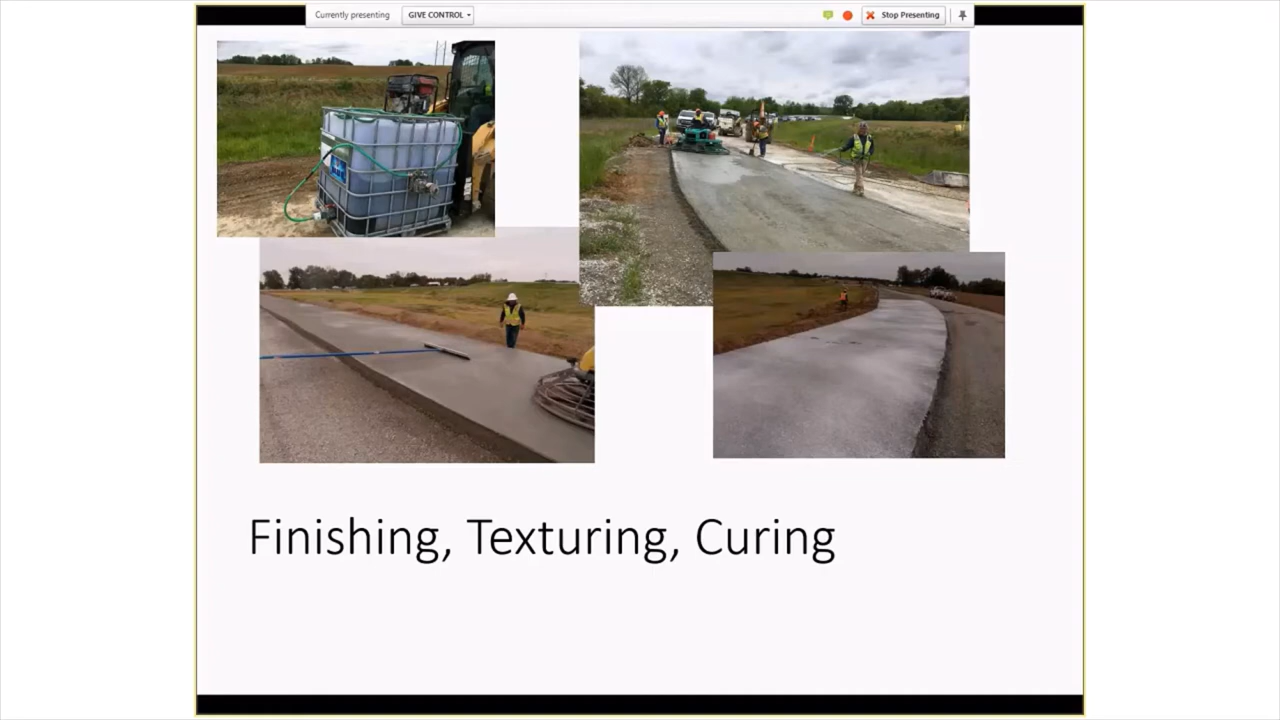 Currently presenting GIVE CONTROL Stop Presenting
Finishing, Texturing, Curing